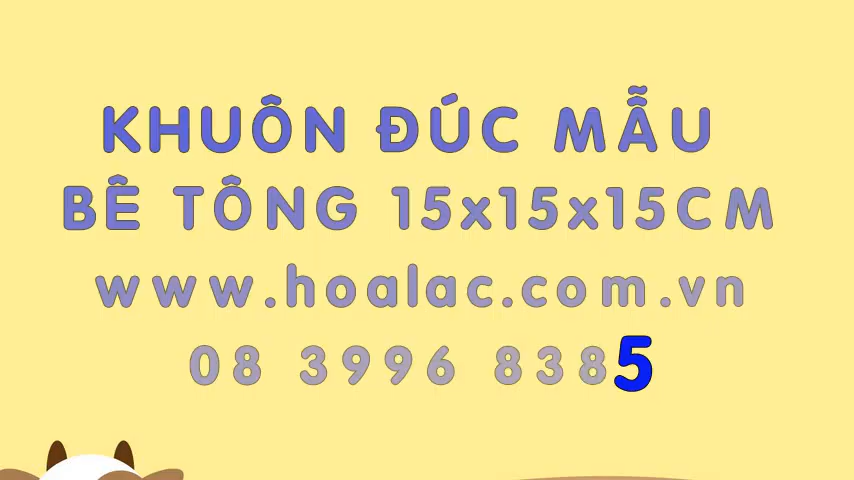 KHUÔN ĐÚC MẪU
BÊ TÔNG 15x15x15CM
www.hoalac.com.vn
08 3996 8385